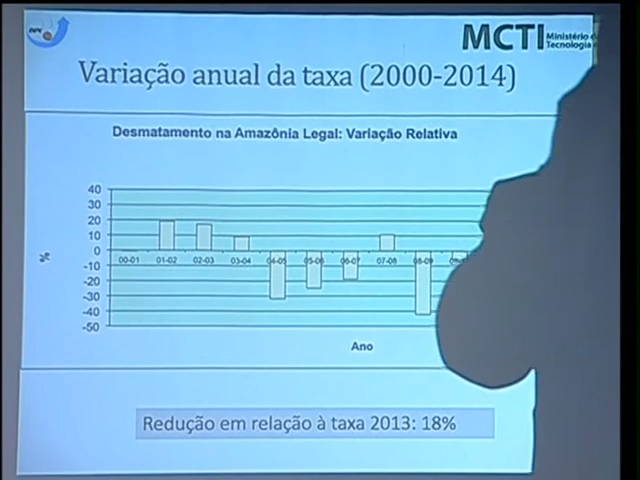 MCTI Ministério
Tecnologia
Variação anual da taxa (2000-2014)
Desmatamento na Amazônia Legal: Variação Relativa
40
30
20
10
0
-10
-20
-30
-40
-50
%
00-01 01-02 02-03 03-04 04-05 05-06 06-07 07-08 08-09
Ano
Redução em relação à taxa 2013: 18%